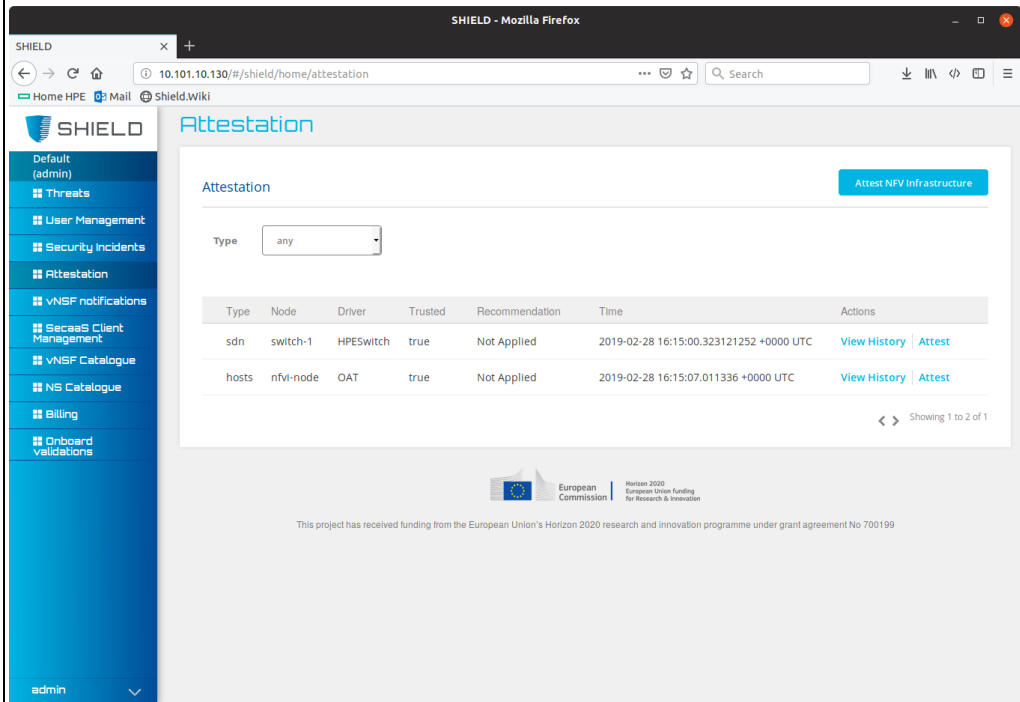 SHIELD - Mozilla Firefox
SHIELD
10.101.10.130/#/shield/home/attestation
Search
Home HPE
Mail
Shield.Wiki
SHIELD
Attestation
Default
(admin)
Threats
User Management
Security Incidents
Attestation
vNSF notifications
SecaaS Client
Management
vNSF Catalogue
NS Catalogue
Billing
Onboard
validations
admin
Attestation
Attest NFV Infrastructure
Type any
Type Node Driver Trusted Recommendation Time Actions
sdn switch-1 HPESwitch true Not Applied 2019-02-28 16:15:00.323121252 +0000 UTC View History Attest
hosts nfvi-node OAT true Not Applied 2019-02-28 16:15:07.011336 +0000 UTC View History Attest
Showing 1 to 2 of 1
European
Commission
Horizon 2020
European Union funding
for Research & Innovation
This project has received funding from the European Union's Horizon 2020 research and innovation programme under grant agreement No 700199